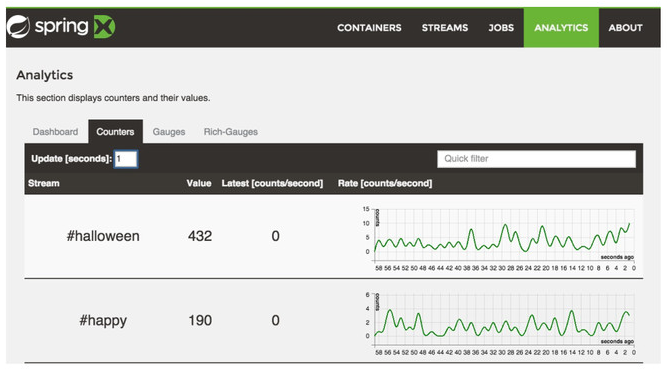 spring XD
CONTAINERS STREAMS JOBS ANALYTICS ABOUT
Analytics
This section displays counters and their values.
Dashboard Counters Gauges Rich-Gauges
Update [seconds]: 1 Quick filter
Stream Value Latest [counts/second] Rate [counts/second]
#halloween 432 0
15
10
5
0
counts
seconds ago
58 56 54 52 50 48 46 44 42 40 38 36 34 32 30 28 26 24 22 20 18 16 14 12 10 8 6 4 2 0
#happy 190 0
6
4
2
0
counts
seconds ago
58 56 54 52 50 48 46 44 42 40 38 36 34 32 30 28 26 24 22 20 18 16 14 12 10 8 6 4 2 0